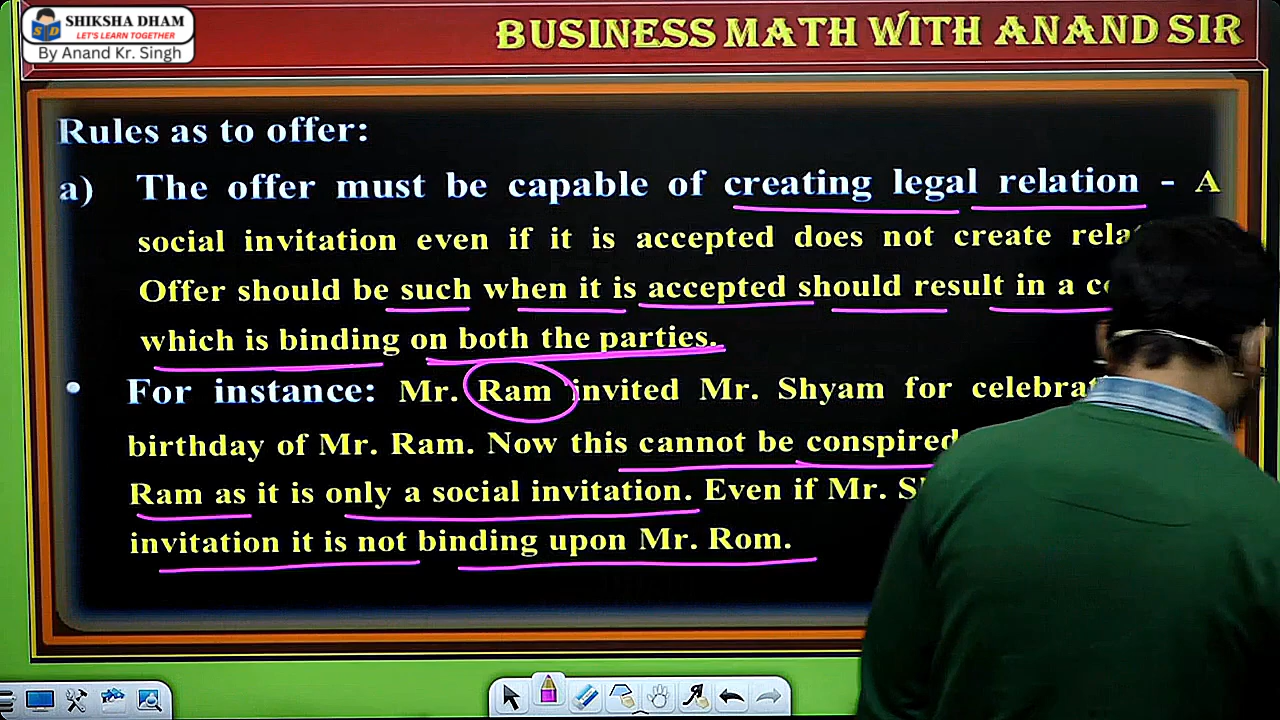 SHIKSHA DHAM
LET'S LEARN TOGETHER
SD
By Anand Kr. Singh
BUSINESS MATH WITH ANAND SIR
Rules as to offer:
a) The offer must be capable of creating legal relation - A
social invitation even if it is accepted does not create
Offer should be such when it is accepted should result in a
which is binding on both the parties.
• For instance: Mr. Ram invited Mr. Shyam for
birthday of Mr. Ram. Now this cannot be conspired
Ram as it is only a social invitation. Even if Mr.
invitation it is not binding upon Mr. Rom.